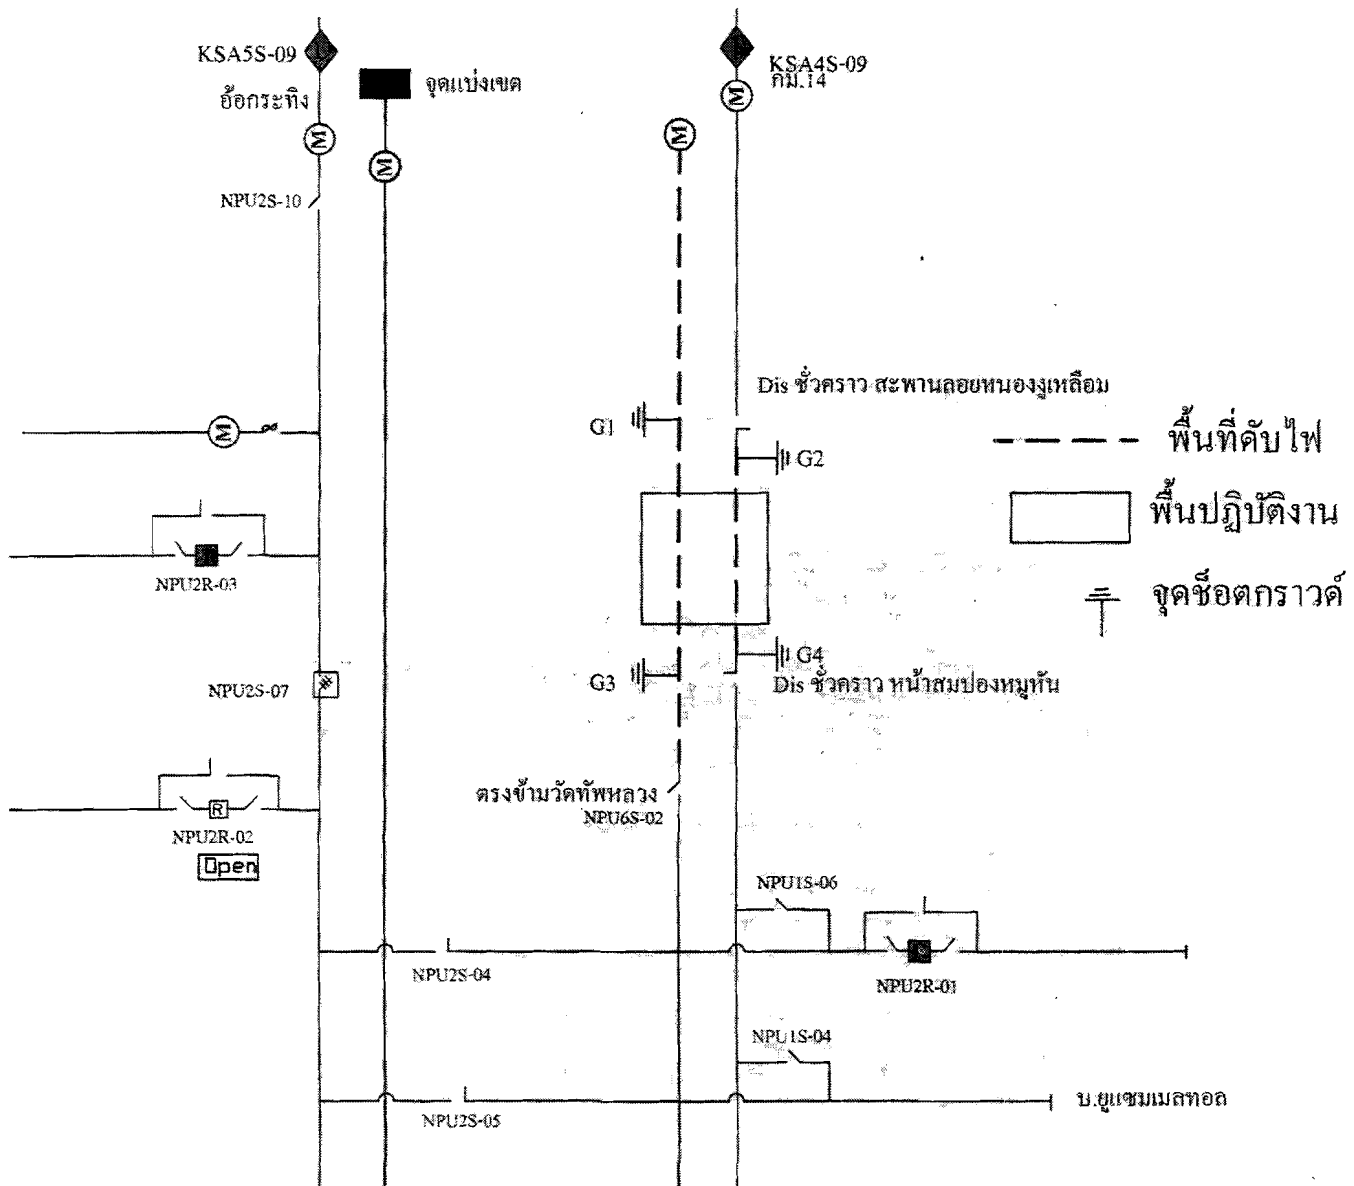 KSA5S-09
อ้อกระทิง
จุดแบ่งเขต
KSA4S-09
กม.14
M
M
M
M
NPU2S-10
Dis ชั่วคราว สะพานลอยหนองงูเหลือม
G1
M
G2
พื้นที่ดับไฟ
พื้นปฏิบัติงาน
NPU2R-03
จุดช็อตกราวด์
G4
G3
NPU2S-07
Dis ชั่วคราว หน้าสมปองหมูหัน
ตรงข้ามวัดทัพหลวง
NPU6S-02
R
NPU2R-02
Open
NPU1S-06
NPU2S-04
NPU2R-01
NPU1S-04
NPU2S-05
บ.ยูแซมเมลทอล